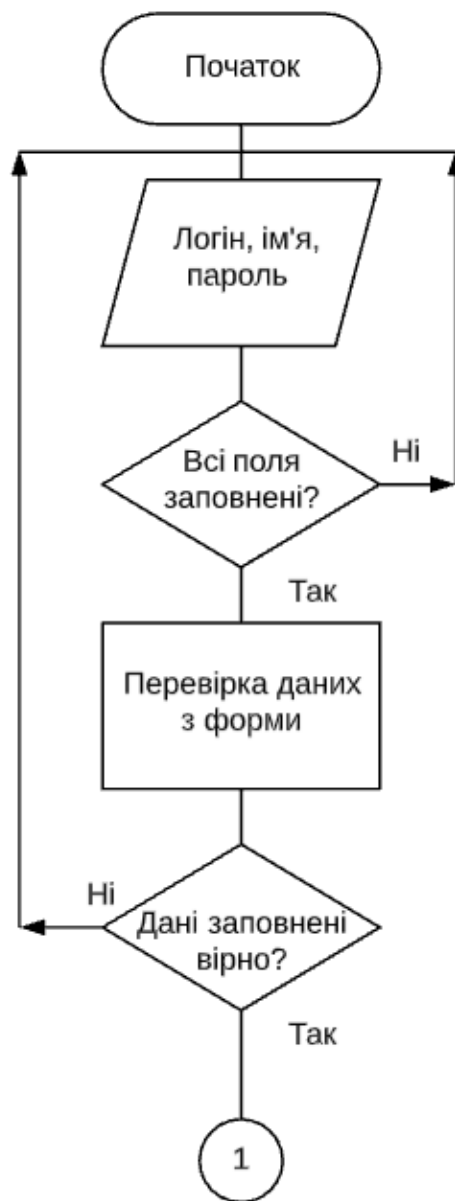 Початок
Логін, ім'я,
пароль
Всі поля
заповнені?
Ні
Так
Перевірка даних
з форми
Ні
Дані заповнені
вірно?
Так
1